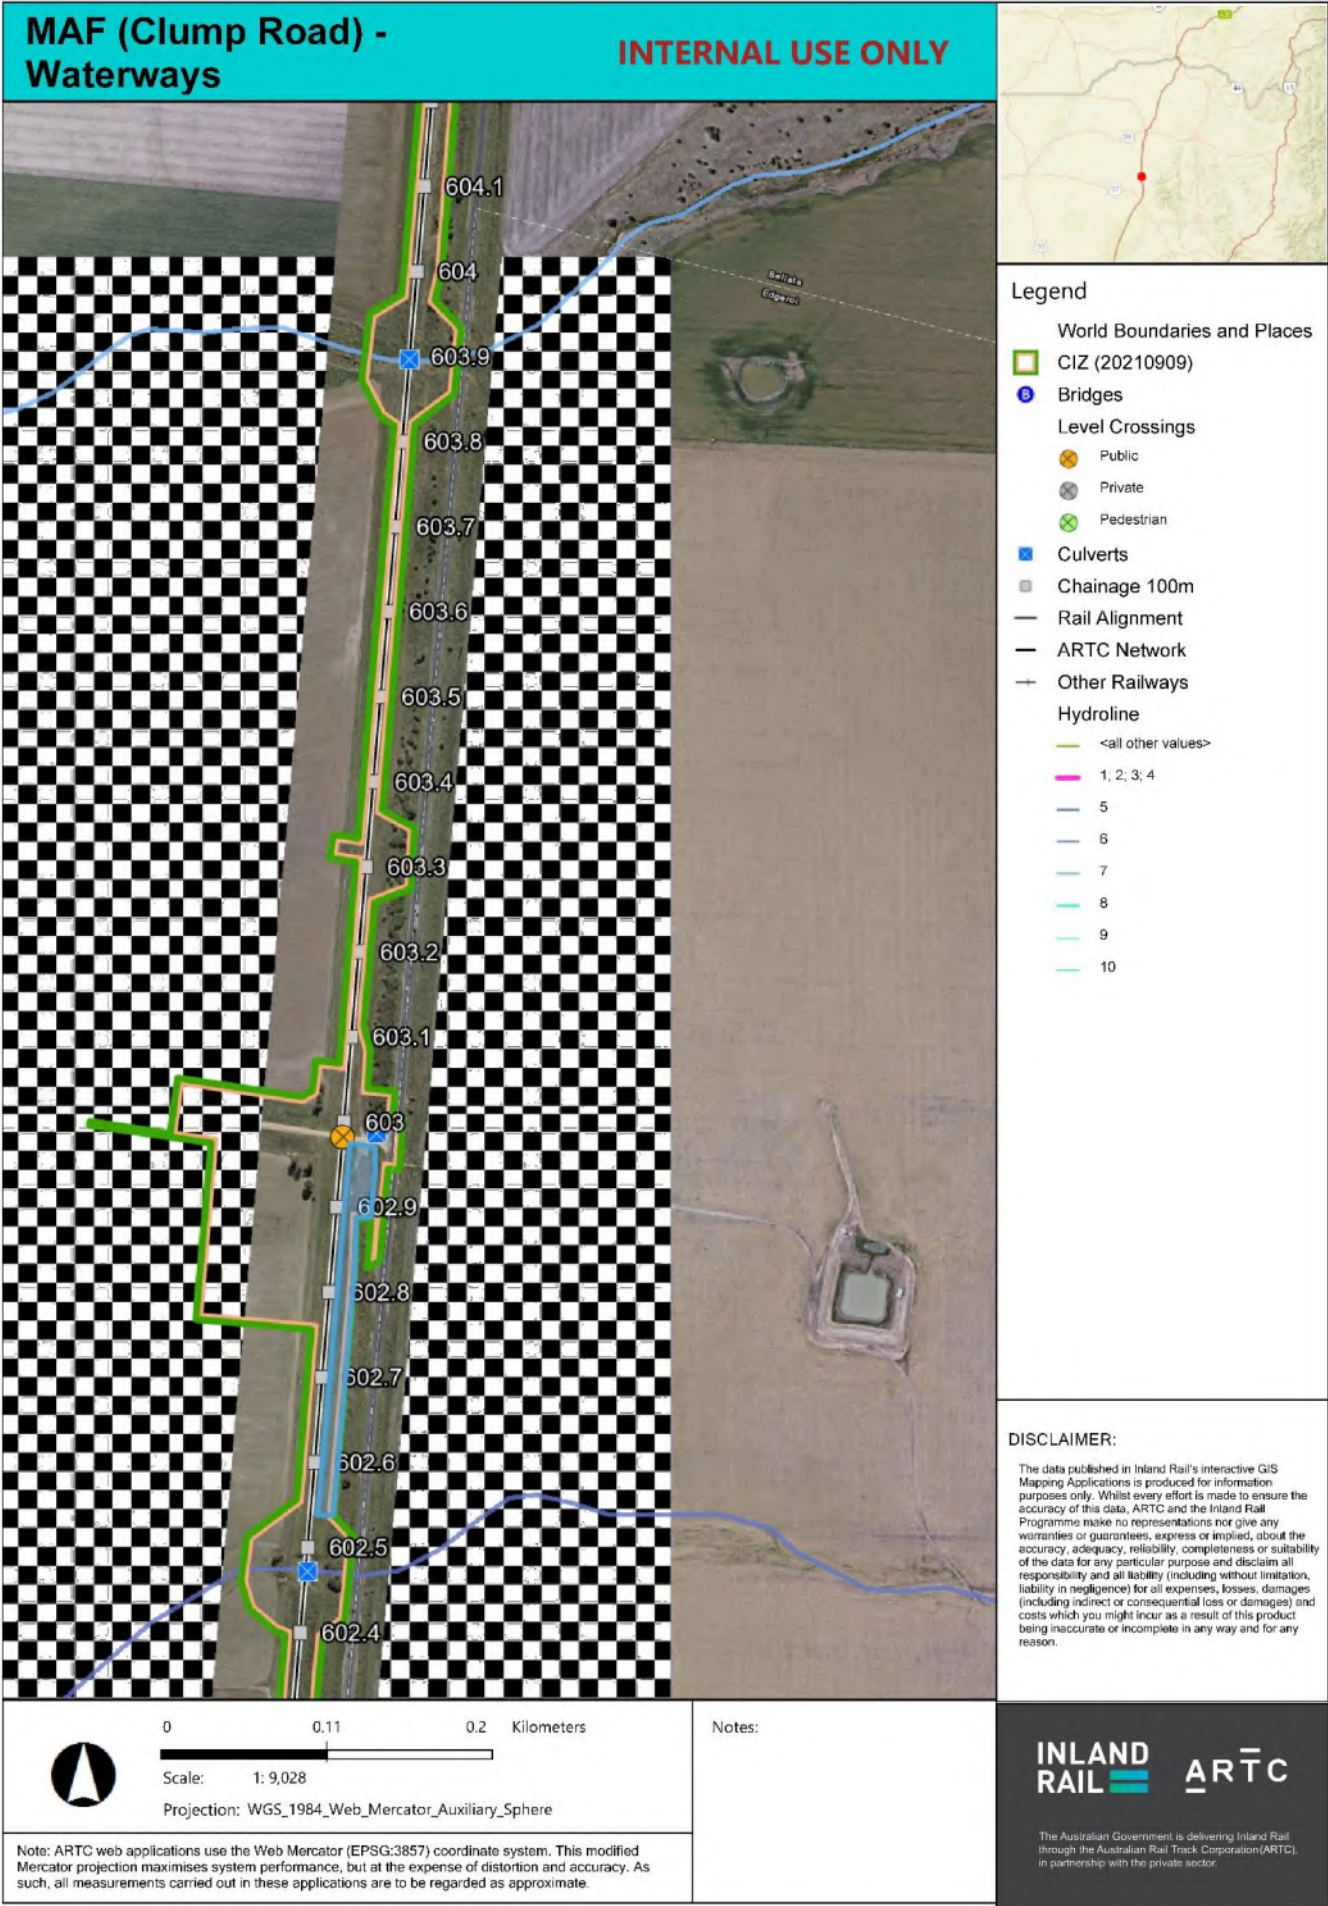 MAF (Clump Road) -
Waterways
INTERNAL USE ONLY
604.1
604
603.9
603.8
603.7
603.6
603.5
603.4
603.3
603.2
603.1
603
602.9
602.8
602.7
602.6
602.5
602.4
Bellata
Edgeroi
39
Legend
World Boundaries and Places
CIZ (20210909)
B
Bridges
Level Crossings
Public
Private
Pedestrian
Culverts
Chainage 100m
Rail Alignment
ARTC Network
Other Railways
Hydroline
<all other values>
1; 2; 3; 4
5
6
7
8
9
10
DISCLAIMER:
The data published in Inland Rail's interactive GIS
Mapping Applications is produced for information
purposes only. Whilst every effort is made to ensure the
accuracy of this data, ARTC and the Inland Rail
Programme make no representations nor give any
warranties or guarantees, express or implied, about the
accuracy, adequacy, reliability, completeness or suitability
of the data for any particular purpose and disclaim all
responsibility and all liability (including without limitation,
liability in negligence) for all expenses, losses, damages
(including indirect or consequential loss or damages) and
costs which you might incur as a result of this product
being inaccurate or incomplete in any way and for any
reason.
0 0.11 0.2 Kilometers
Scale: 1: 9,028
Projection: WGS_1984_Web_Mercator_Auxiliary_Sphere
Note: ARTC web applications use the Web Mercator (EPSG:3857) coordinate system. This modified
Mercator projection maximises system performance, but at the expense of distortion and accuracy. As
such, all measurements carried out in these applications are to be regarded as approximate.
Notes:
INLAND
RAIL
ARTC
The Australian Government is delivering Inland Rail
through the Australian Rail Track Corporation (ARTC),
in partnership with the private sector.